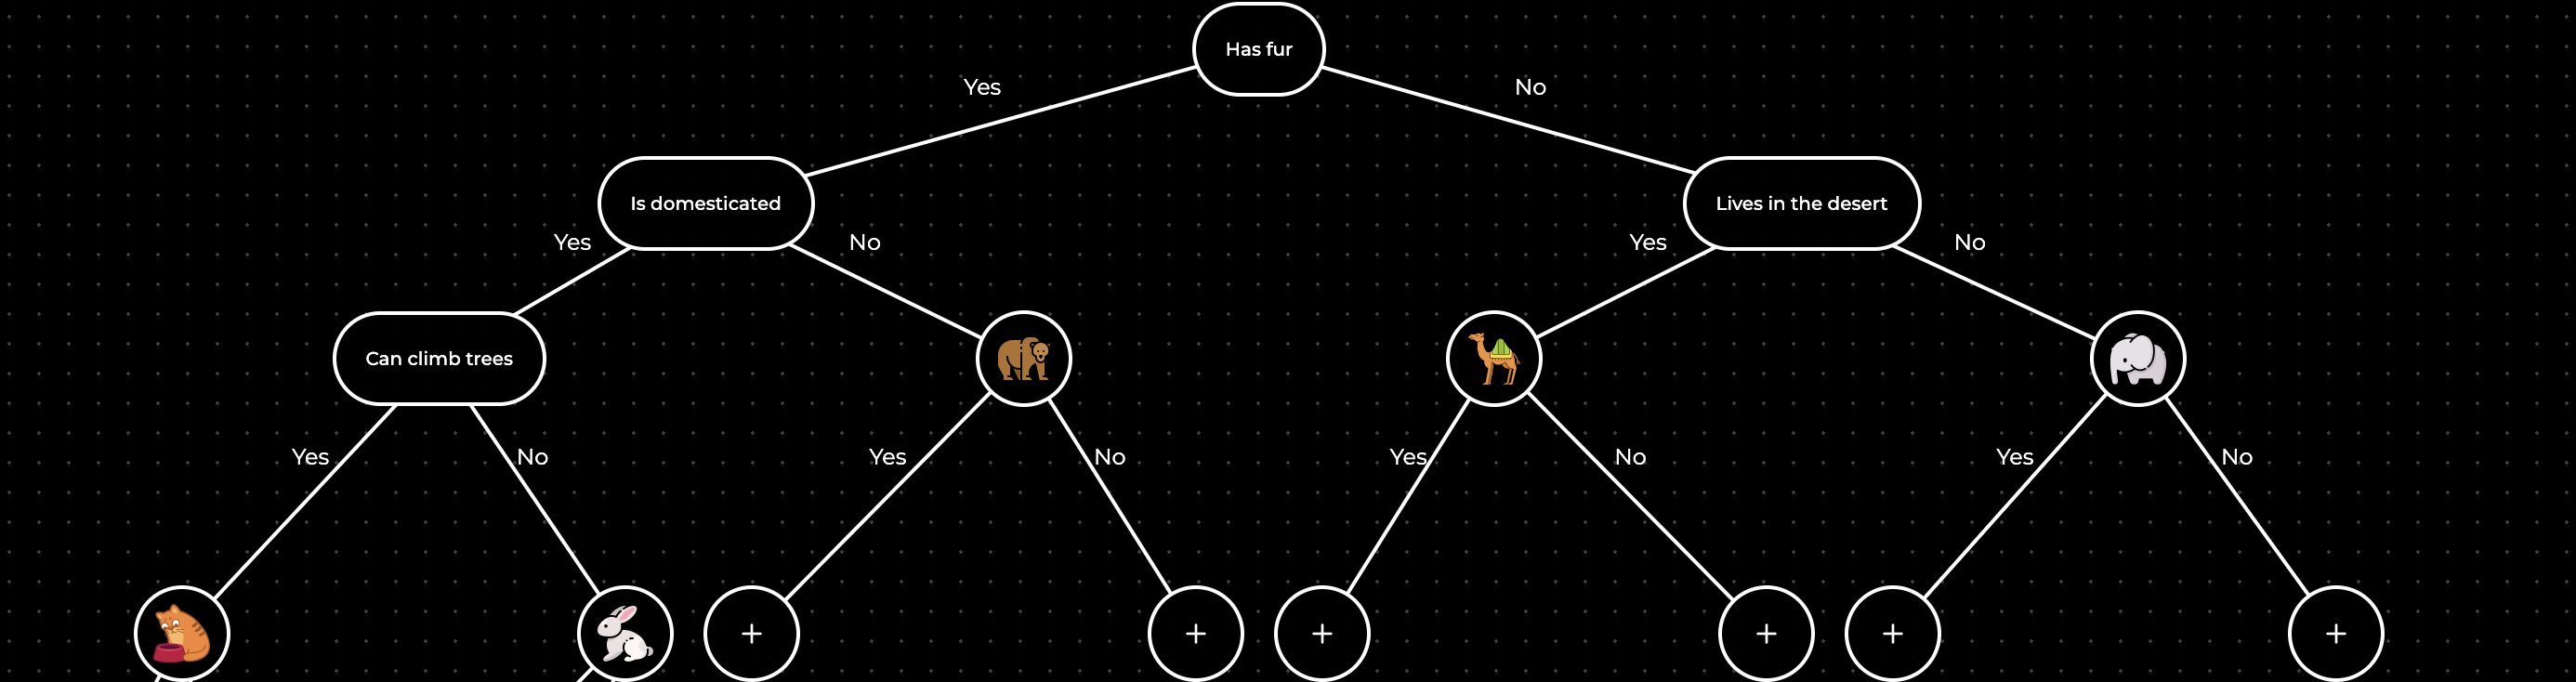 Has fur
Yes
No
Is domesticated
Lives in the desert
Yes
No
Yes
No
Can climb trees
Yes
No
Yes
No
Yes
No
Yes
No
+
+
+
+
+
+